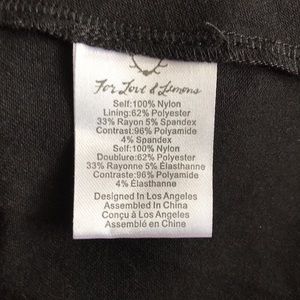 For Love & Lemons
Self:100% Nylon
Lining:62% Polyester
33% Rayon 5% Spandex
Contrast:96% Polyamide
4% Spandex
Self:100% Nylon
Doublure:62% Polyester
33% Rayonne 5% Élasthanne
Contraste:96% Polyamide
4% Élasthanne
Designed In Los Angeles
Assembled In China
Conçu à Los Angeles
Assemblé en Chine